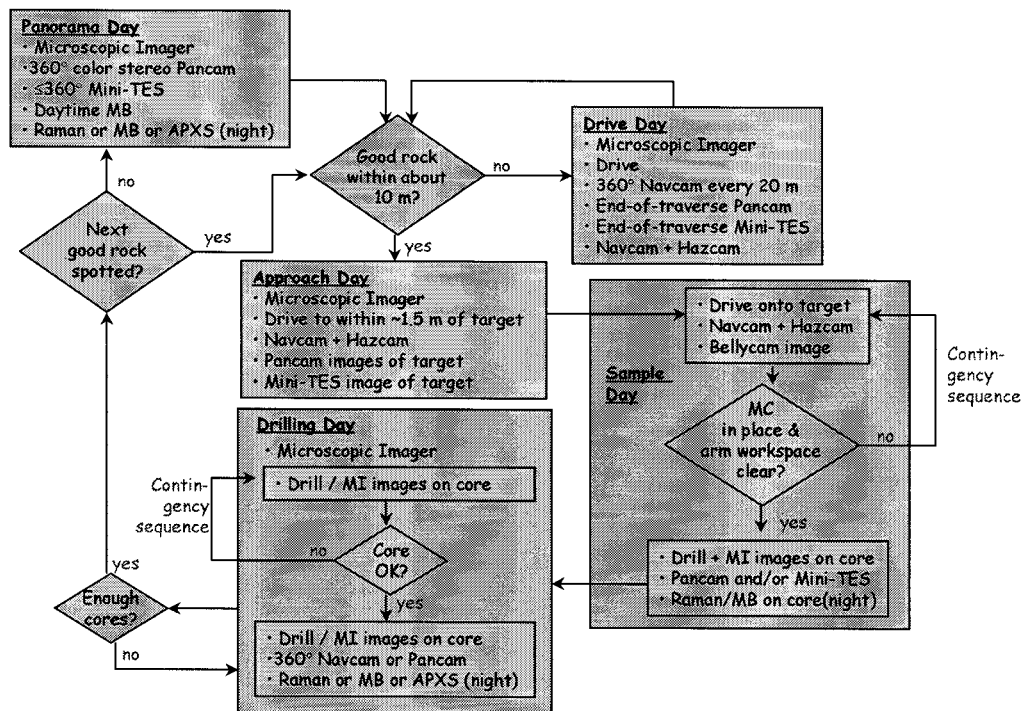 Panorama Day
· Microscopic Imager
·360° color stereo Pancam
· ≤360° Mini-TES
· Daytime MB
· Raman or MB or APXS (night)
Good rock
within about
10 m?
no
Drive Day
· Microscopic Imager
· Drive
· 360° Navcam every 20 m
· End-of-traverse Pancam
· End-of-traverse Mini-TES
· Navcam + Hazcam
no
Next
good rock
spotted?
yes
yes
Approach Day
· Microscopic Imager
· Drive to within ~1.5 m of target
· Navcam + Hazcam
· Pancam images of target
· Mini-TES image of target
Sample
Day
· Drive onto target
· Navcam + Hazcam
· Bellycam image
Contin-
gency
sequence
MC
in place &
arm workspace
clear?
no
yes
· Drill + MI images on core
· Pancam and/or Mini-TES
· Raman/MB on core(night)
Drilling Day
· Microscopic Imager
· Drill / MI images on core
Contin-
gency
sequence
no
Core
OK?
yes
· Drill / MI images on core
·360° Navcam or Pancam
· Raman or MB or APXS (night)
yes
Enough
cores?
no